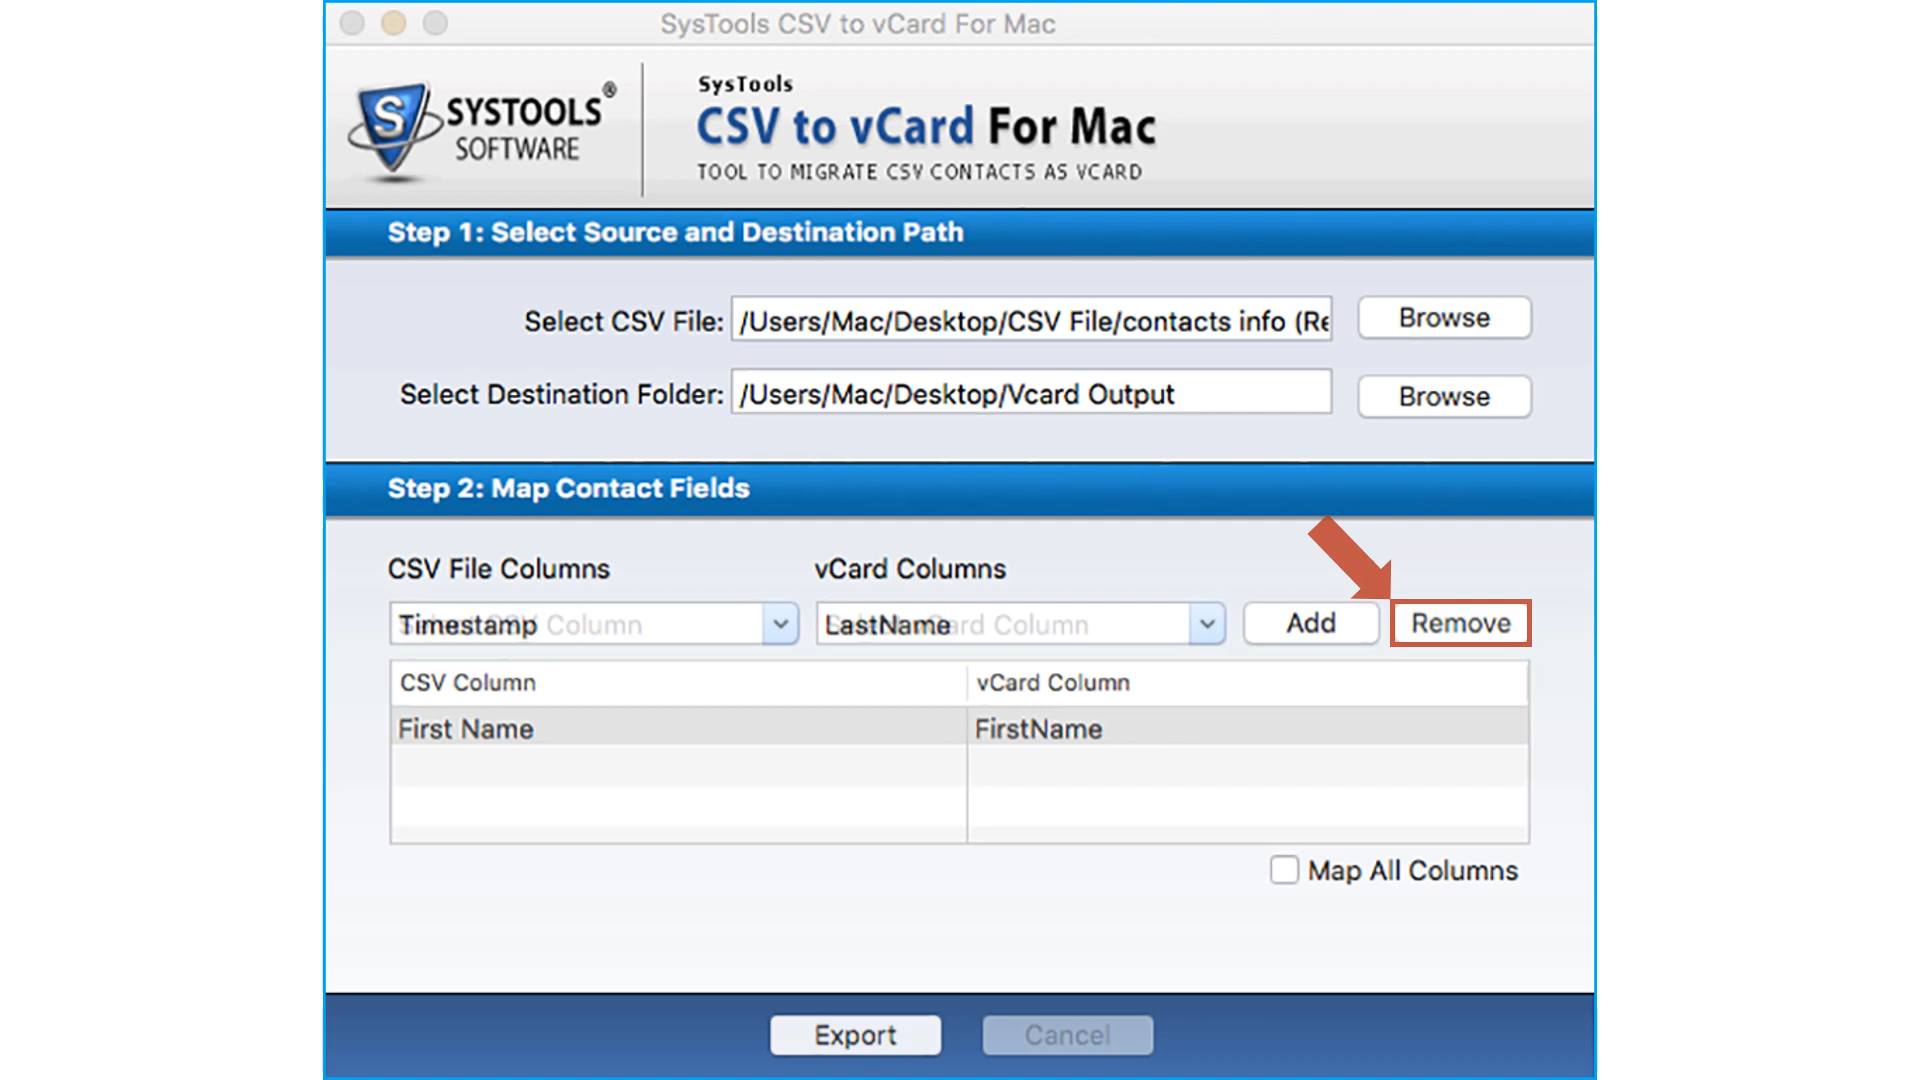 SysTools CSV to vCard For Mac
SYSTOOLS®
SOFTWARE
SysTools
CSV to vCard For Mac
TOOL TO MIGRATE CSV CONTACTS AS VCARD
Step 1: Select Source and Destination Path
Select CSV File: /Users/Mac/Desktop/CSV File/contacts info (Re Browse
Select Destination Folder: /Users/Mac/Desktop/Vcard Output Browse
Step 2: Map Contact Fields
CSV File Columns vCard Columns
Timestamp Column LastName Card Column Add Remove
CSV Column vCard Column
First Name FirstName
Map All Columns
Export Cancel